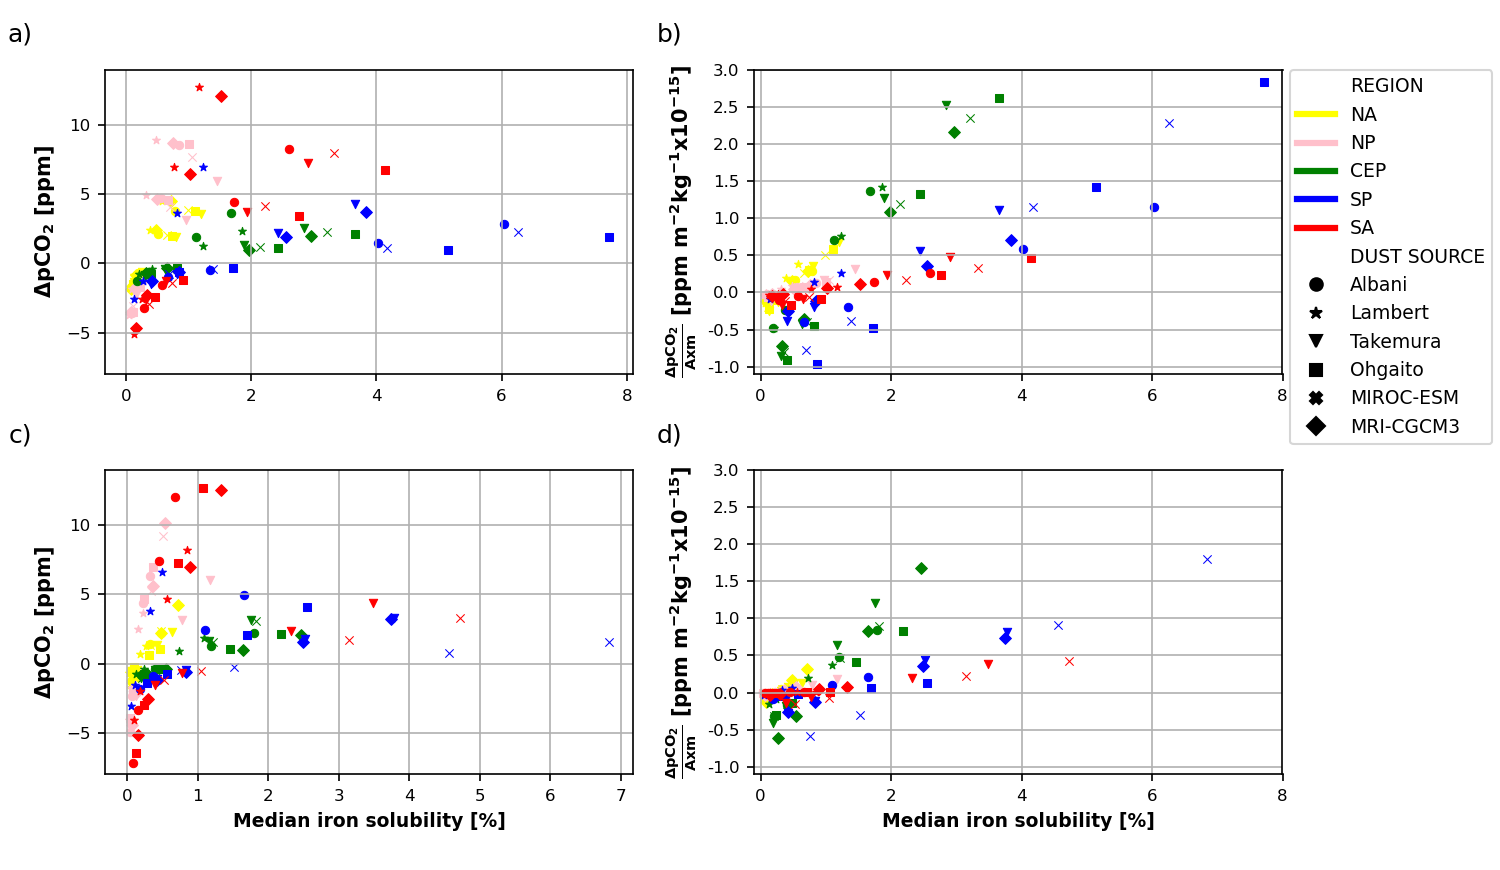 a)
ΔpCO₂ [ppm]
10
5
0
−5
0 2 4 6 8
b)
ΔpCO₂/Axm [ppm m⁻²kg⁻¹x10⁻¹⁵]
3.0
2.5
2.0
1.5
1.0
0.5
0.0
-0.5
-1.0
0 2 4 6 8
REGION
NA
NP
CEP
SP
SA
DUST SOURCE
Albani
Lambert
Takemura
Ohgaito
MIROC-ESM
MRI-CGCM3
c)
ΔpCO₂ [ppm]
10
5
0
−5
0 1 2 3 4 5 6 7
Median iron solubility [%]
d)
ΔpCO₂/Axm [ppm m⁻²kg⁻¹x10⁻¹⁵]
3.0
2.5
2.0
1.5
1.0
0.5
0.0
-0.5
-1.0
0 2 4 6 8
Median iron solubility [%]